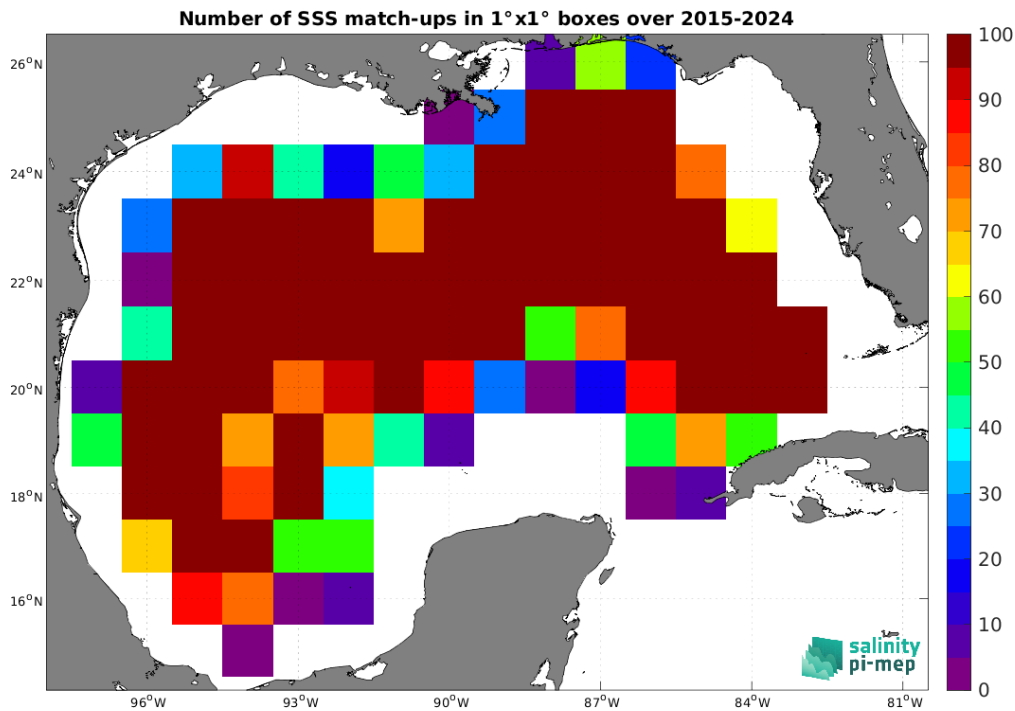 Number of SSS match-ups in 1°x1° boxes over 2015-2024
26°N
24°N
22°N
20°N
18°N
16°N
96°W
93°W
90°W
87°W
84°W
81°W
100
90
80
70
60
50
40
30
20
10
0
salinity
pi-mep